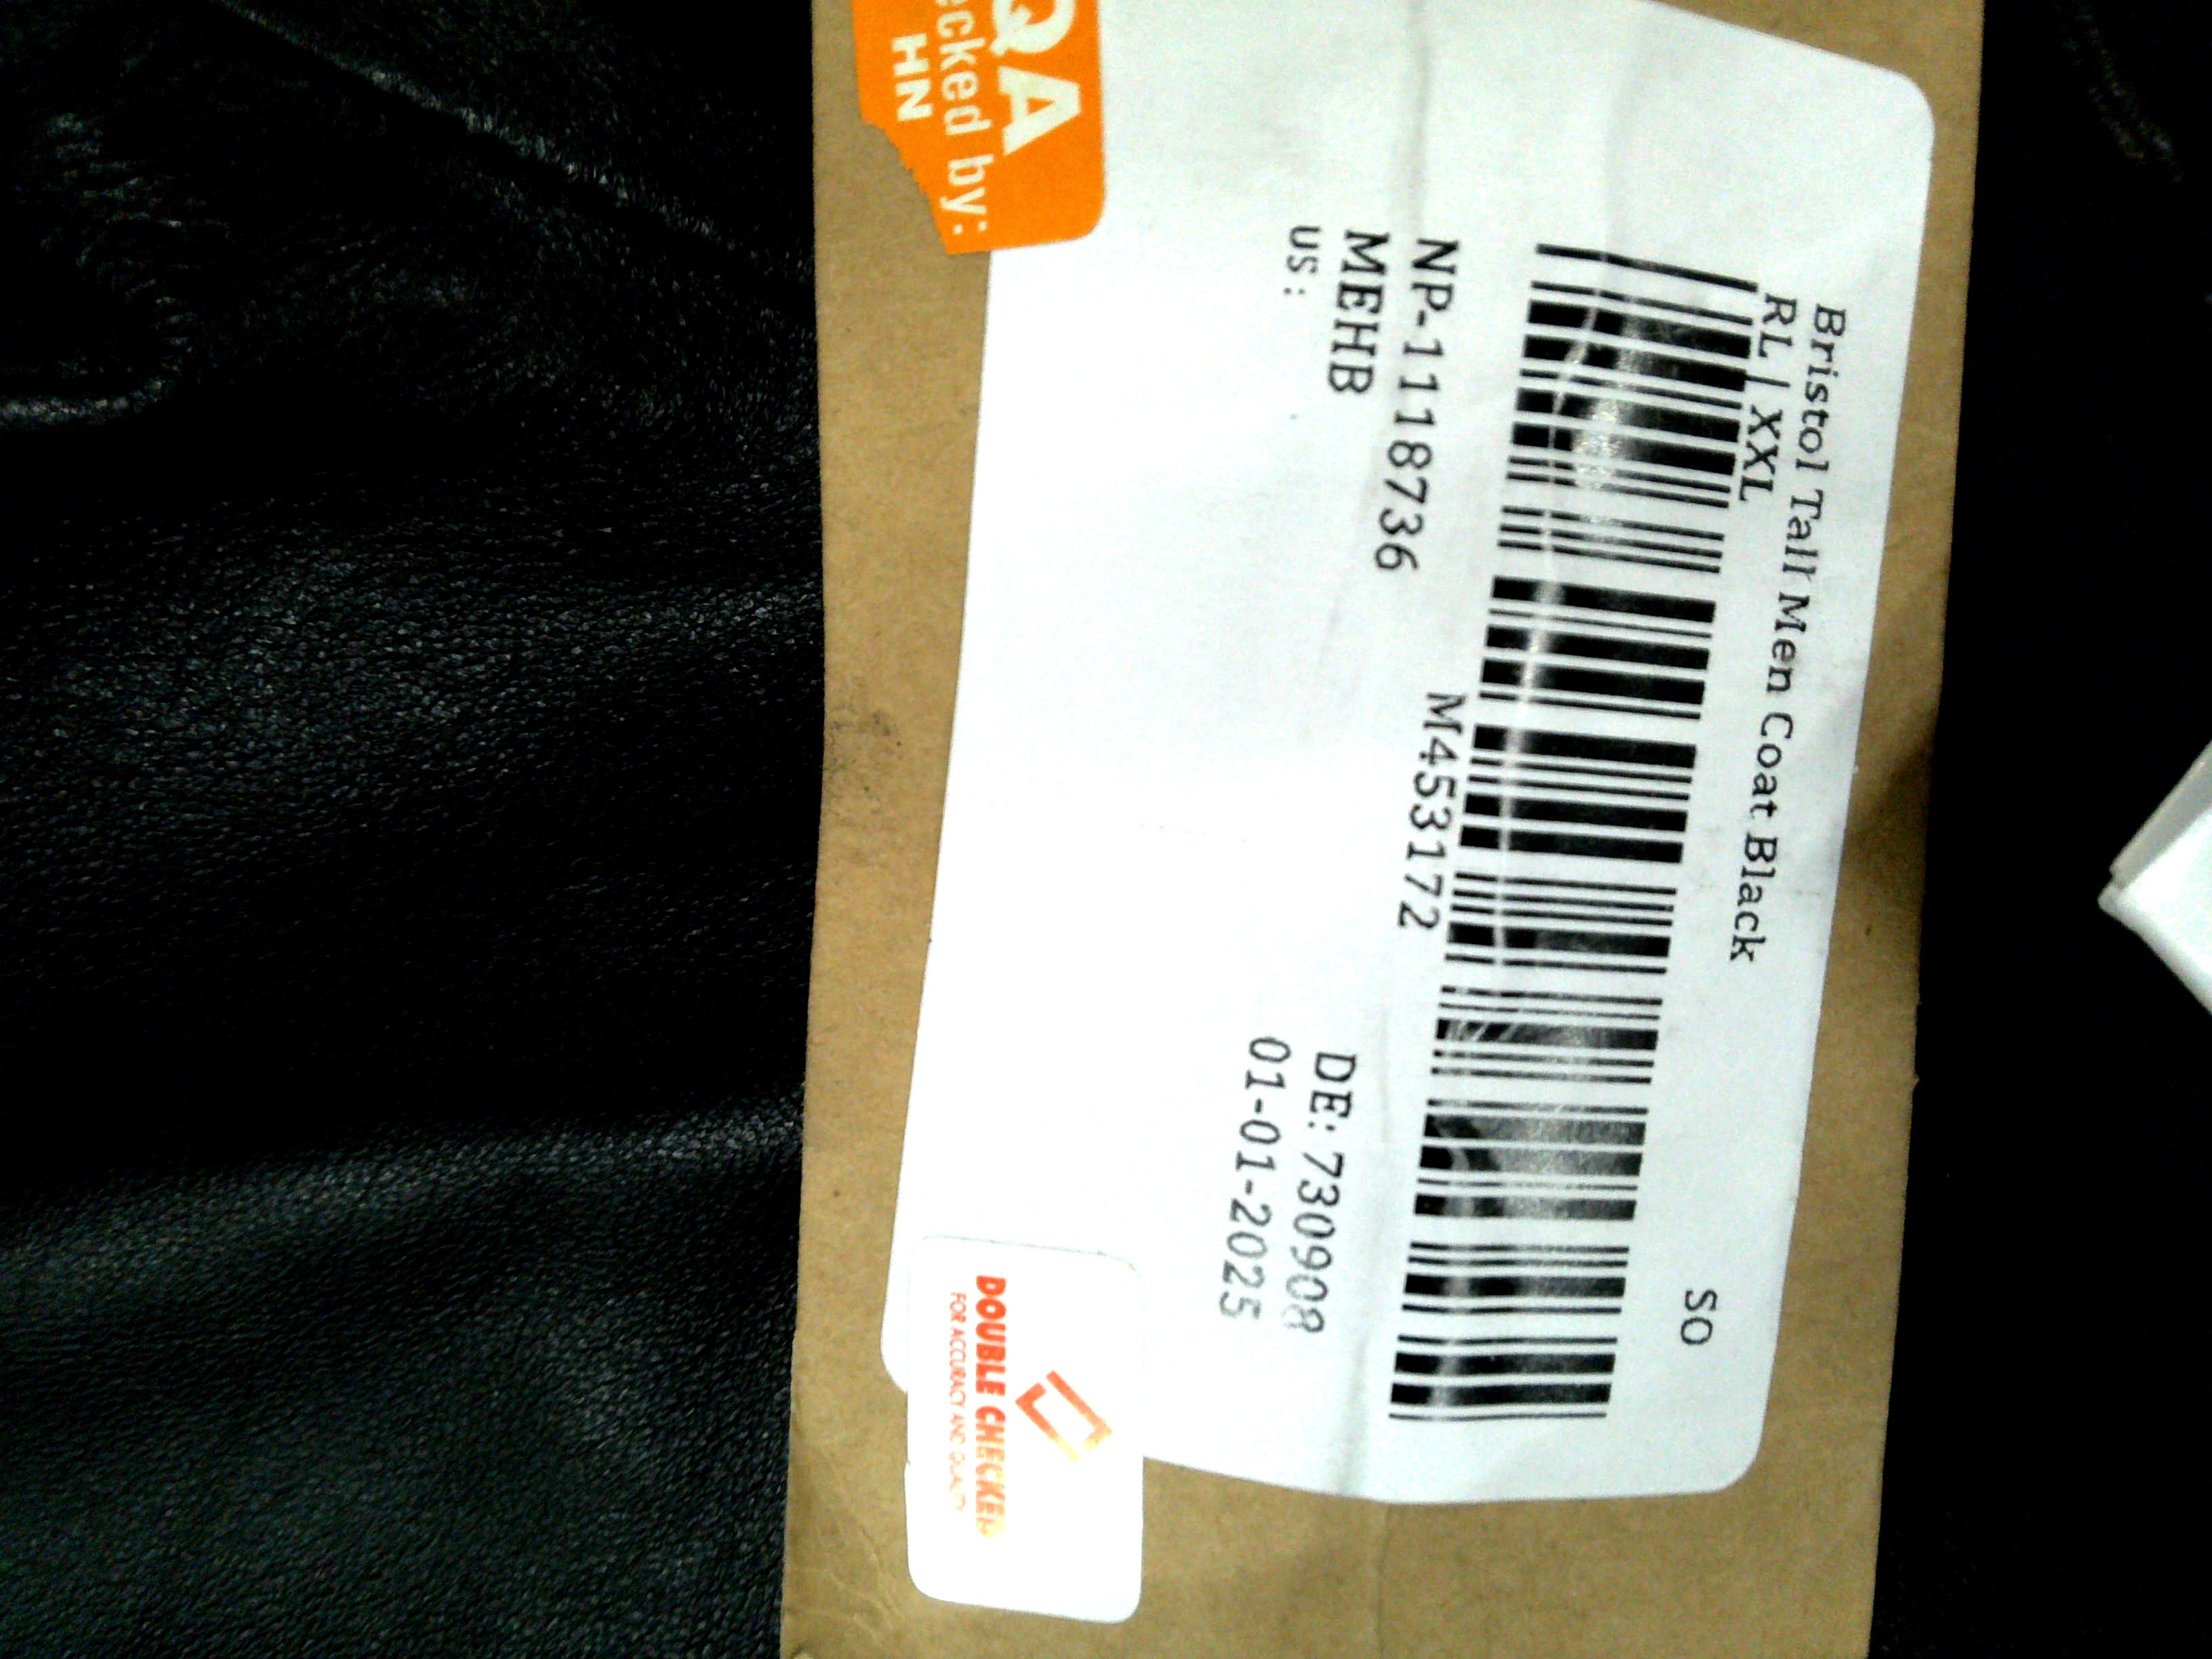 Bristol Tall Men Coat Black
RL | XXL
SO
M453172
NP-1118736
MEHB
US:
DE: 730908
01-01-2025
QA
ecked by:
HN
DOUBLE CHECKED
FOR ACCURACY AND QUALITY